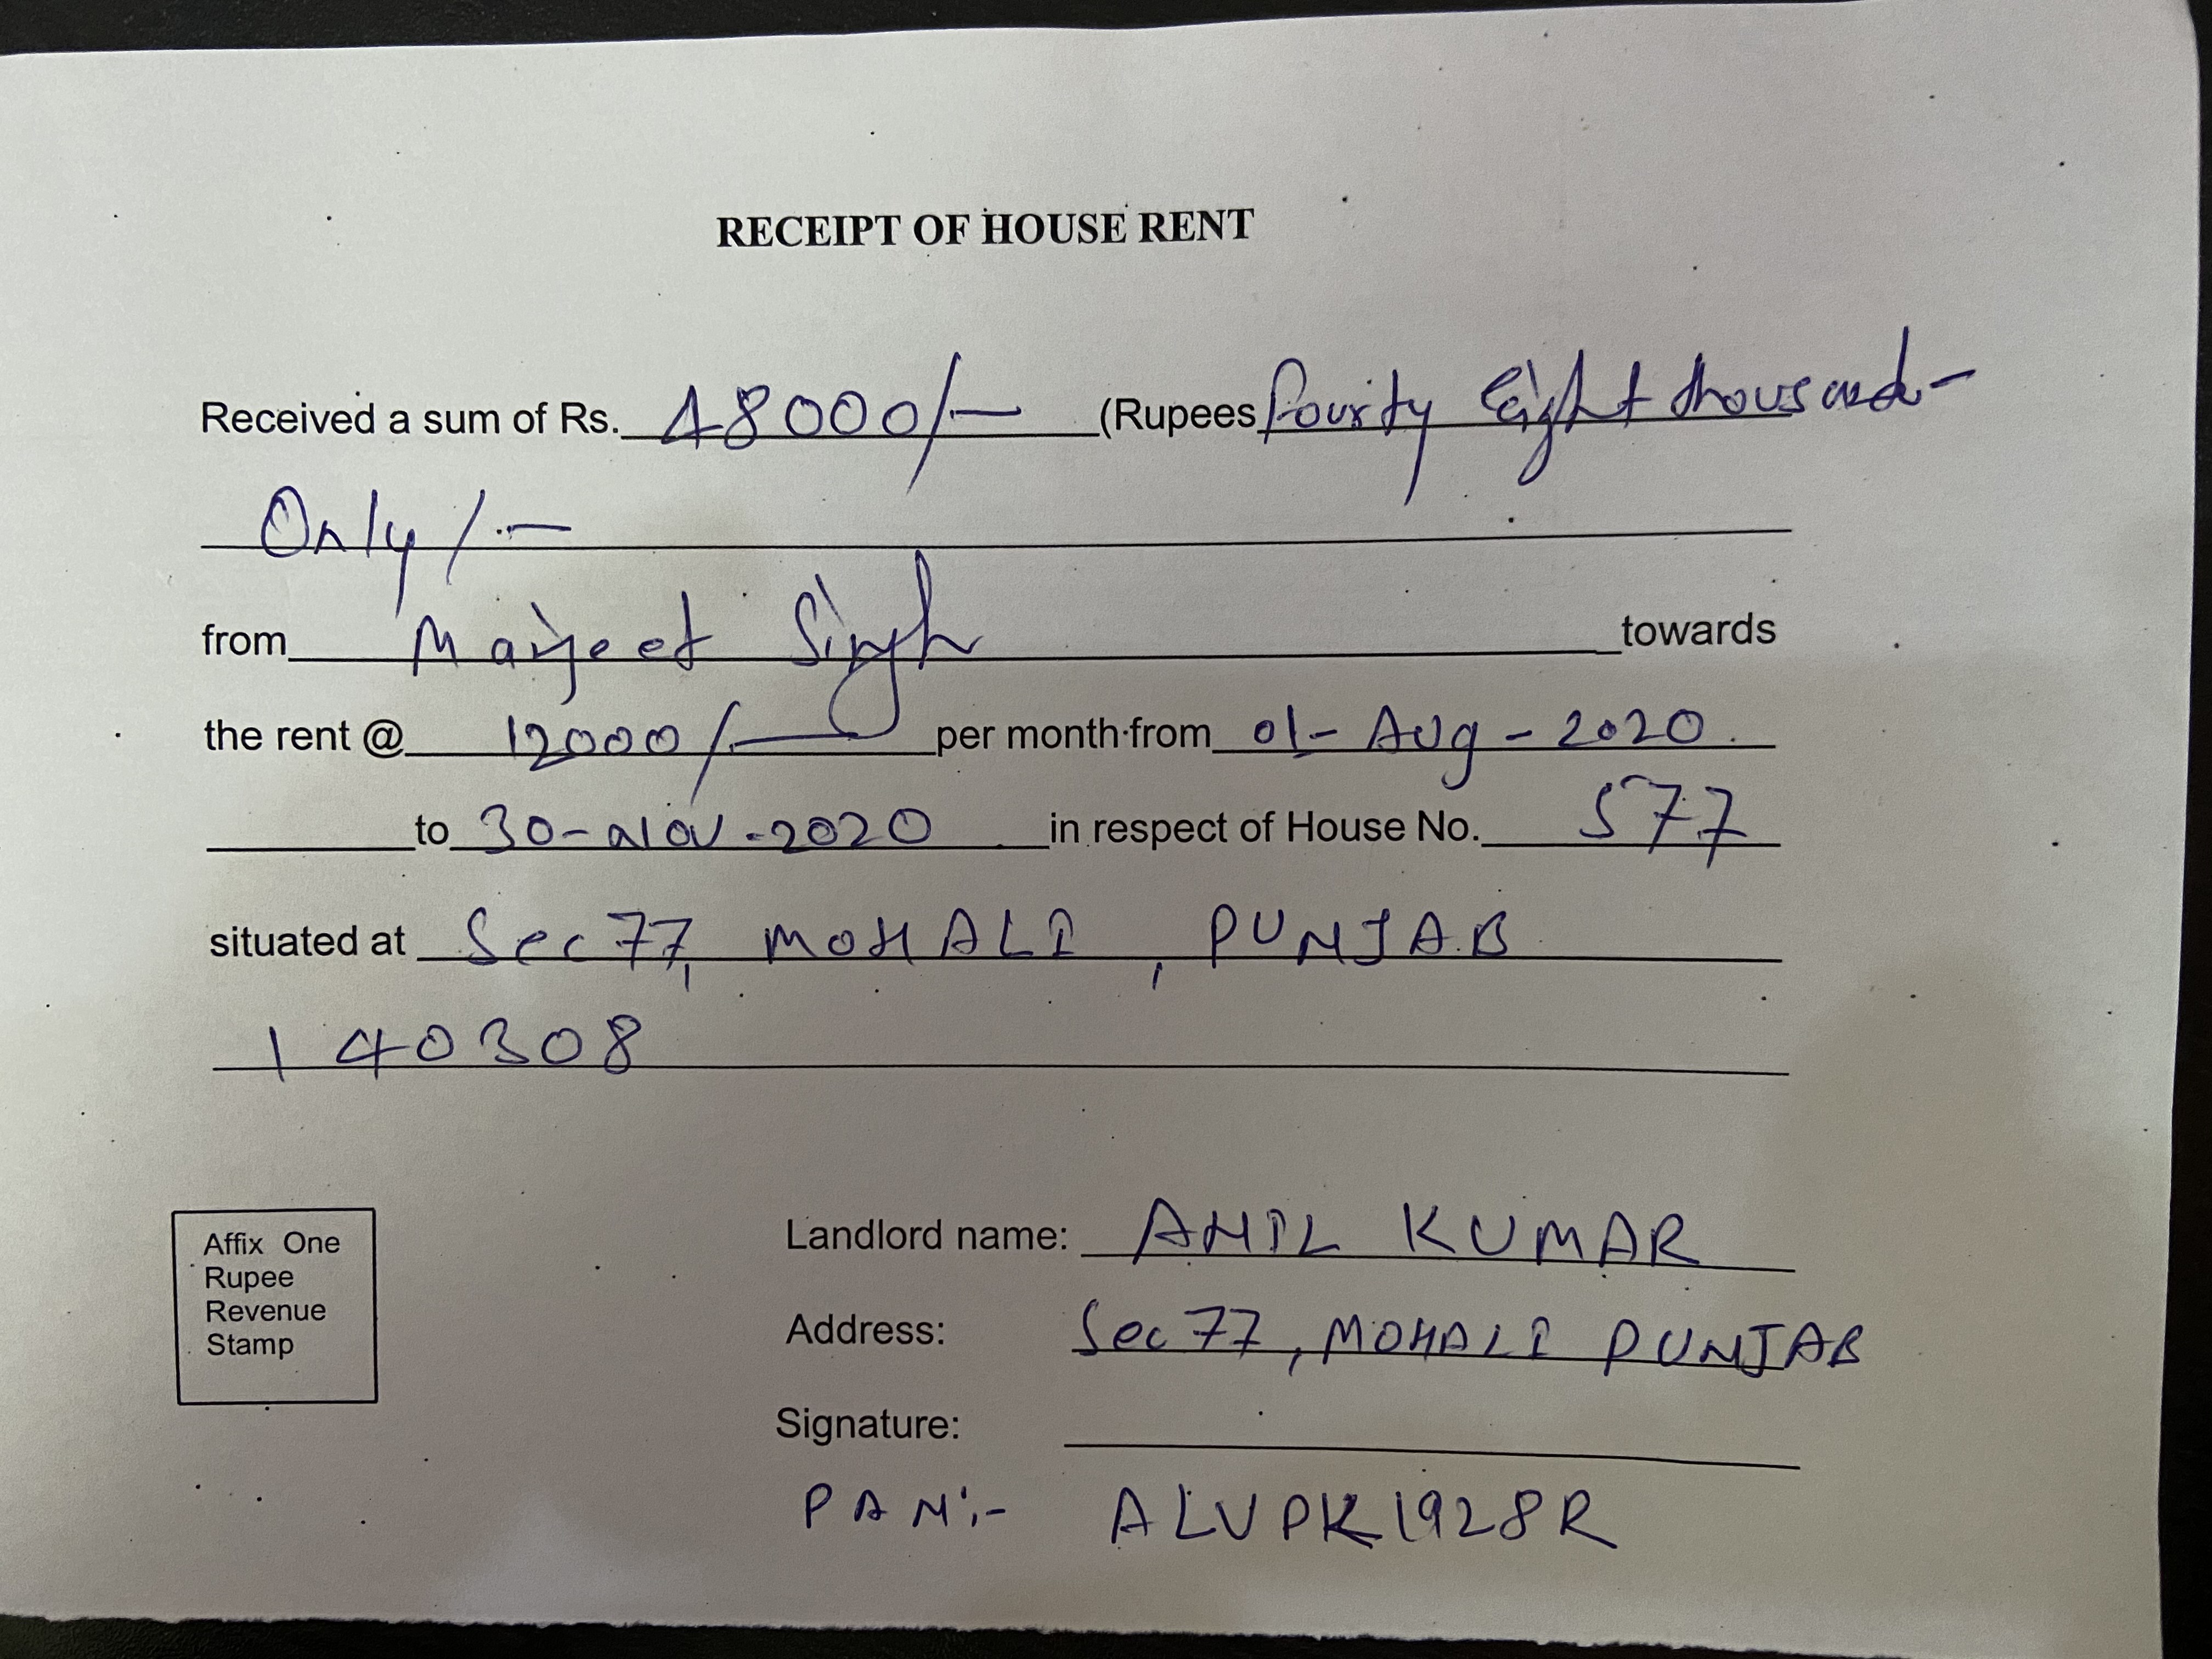 RECEIPT OF HOUSE RENT
Received a sum of Rs. 48000/- (Rupees Fourty Eight thousand.-
Only/.-
from Manjeet Singh towards
the rent @ 12000/- per month from 01-Aug-2020
to 30-Nov-2020 in respect of House No. 577
situated at Sec 77, MOHALI, PUNJAB
140308
Affix One
Rupee
Revenue
Stamp
Landlord name: ANIL KUMAR
Address: Sec 77, MOHALI PUNJAB
Signature:
PAN:- ALVPK1928R